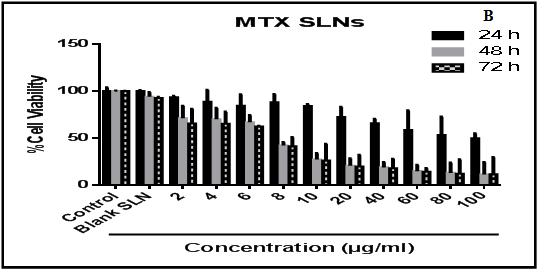 MTX SLNs
B
24 h
48 h
72 h
%Cell Viability
150
100
50
0
Control
Blank SLN
2
4
6
8
10
20
40
60
80
100
Concentration (µg/ml)